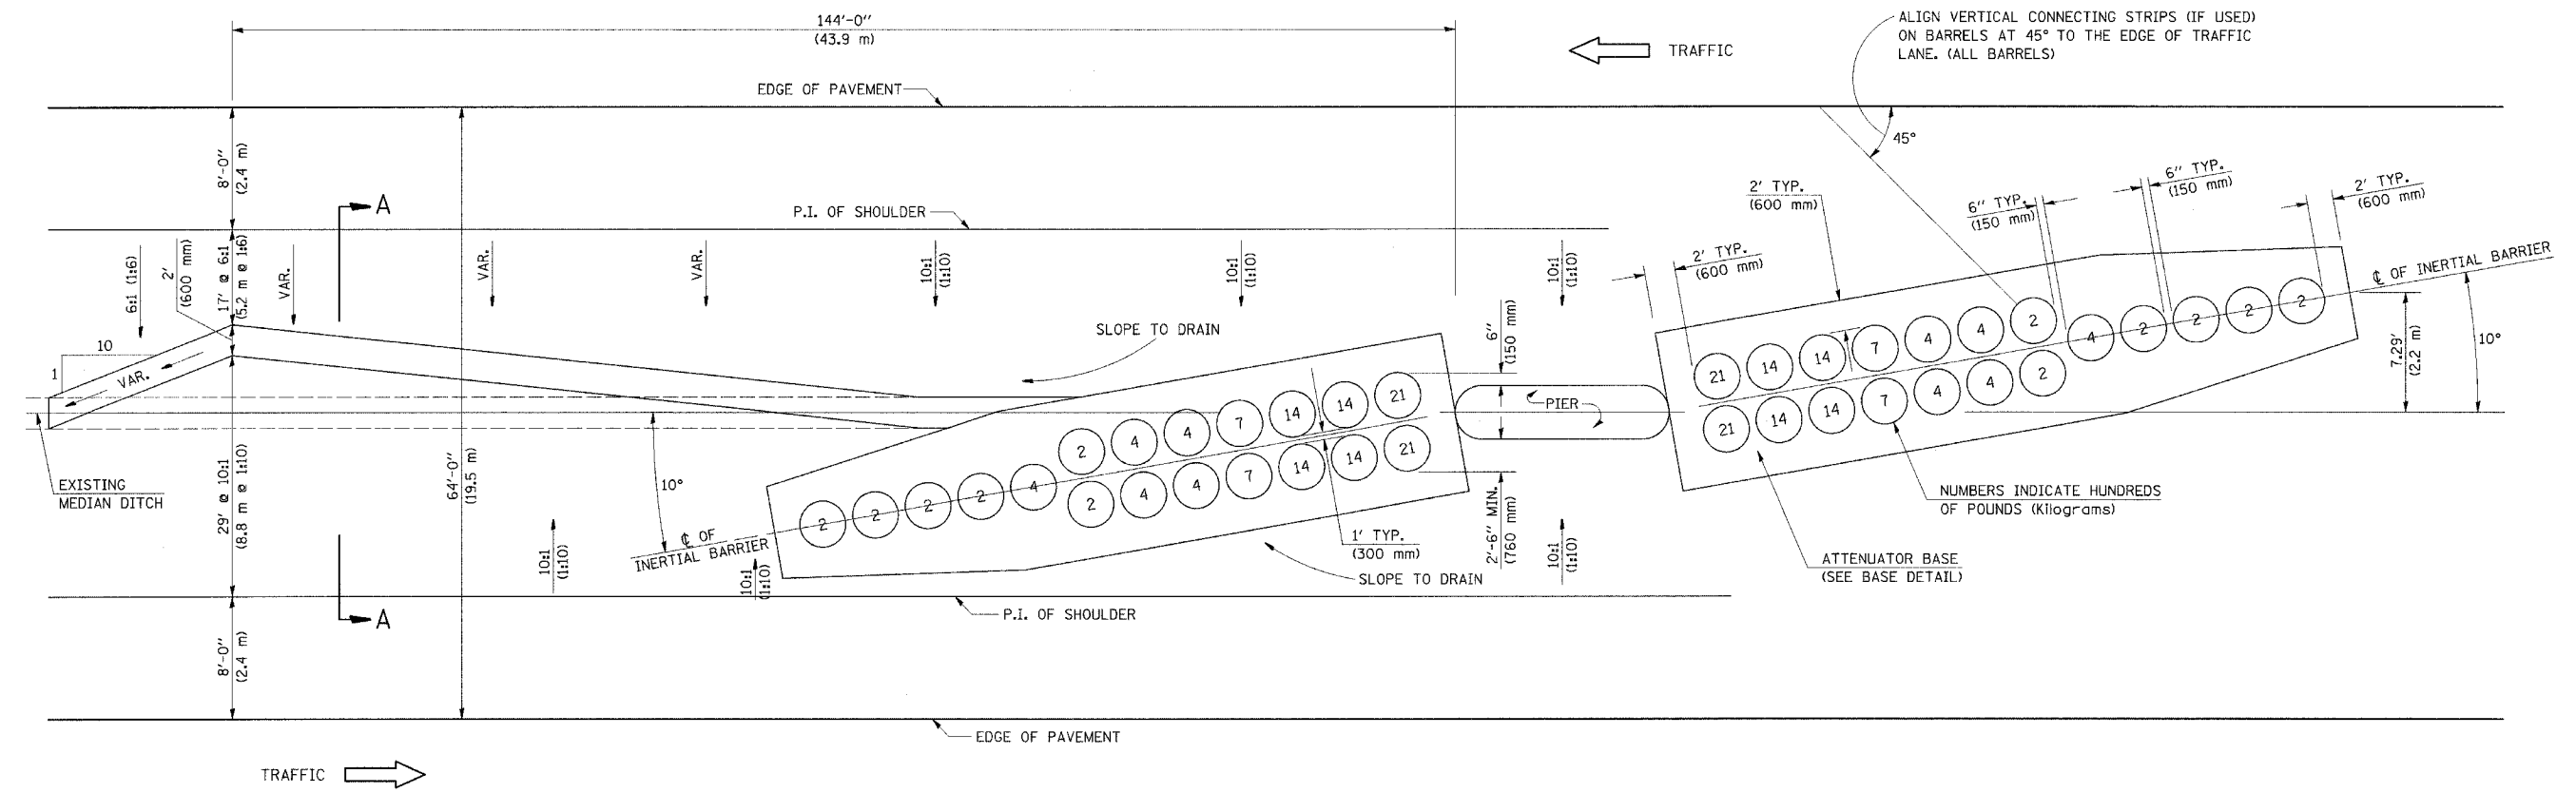 144'-0"
(43.9 m)
TRAFFIC
ALIGN VERTICAL CONNECTING STRIPS (IF USED)
ON BARRELS AT 45° TO THE EDGE OF TRAFFIC
LANE. (ALL BARRELS)
EDGE OF PAVEMENT
45°
8'-0"
(2.4 m)
A
P.I. OF SHOULDER
2' TYP.
(600 mm)
6" TYP.
(150 mm)
6" TYP.
(150 mm)
2' TYP.
(600 mm)
2' TYP.
(600 mm)
6:1 (1:6)
2'
(600 mm)
17' @ 6:1
(5.2 m @ 1:6)
VAR.
VAR.
VAR.
10:1
(1:10)
10:1
(1:10)
10:1
(1:10)
℄ OF INERTIAL BARRIER
SLOPE TO DRAIN
6"
(150 mm)
10
1
VAR.
21 14 14 7 4 4 2
4 2 2 2 2
21 14 14 7 4 4 2
7.29'
(2.2 m)
10°
PIER
2 4 4 7 14 14 21
2 2 2 2 4
2 4 4 7 14 14 21
EXISTING
MEDIAN DITCH
29' @ 10:1
(8.8 m @ 1:10)
64'-0"
(19.5 m)
10°
℄ OF
INERTIAL BARRIER
10:1
(1:10)
10:1
(1:10)
1' TYP.
(300 mm)
2'-6" MIN.
(760 mm)
10:1
(1:10)
NUMBERS INDICATE HUNDREDS
OF POUNDS (Kilograms)
ATTENUATOR BASE
(SEE BASE DETAIL)
SLOPE TO DRAIN
A
P.I. OF SHOULDER
8'-0"
(2.4 m)
EDGE OF PAVEMENT
TRAFFIC